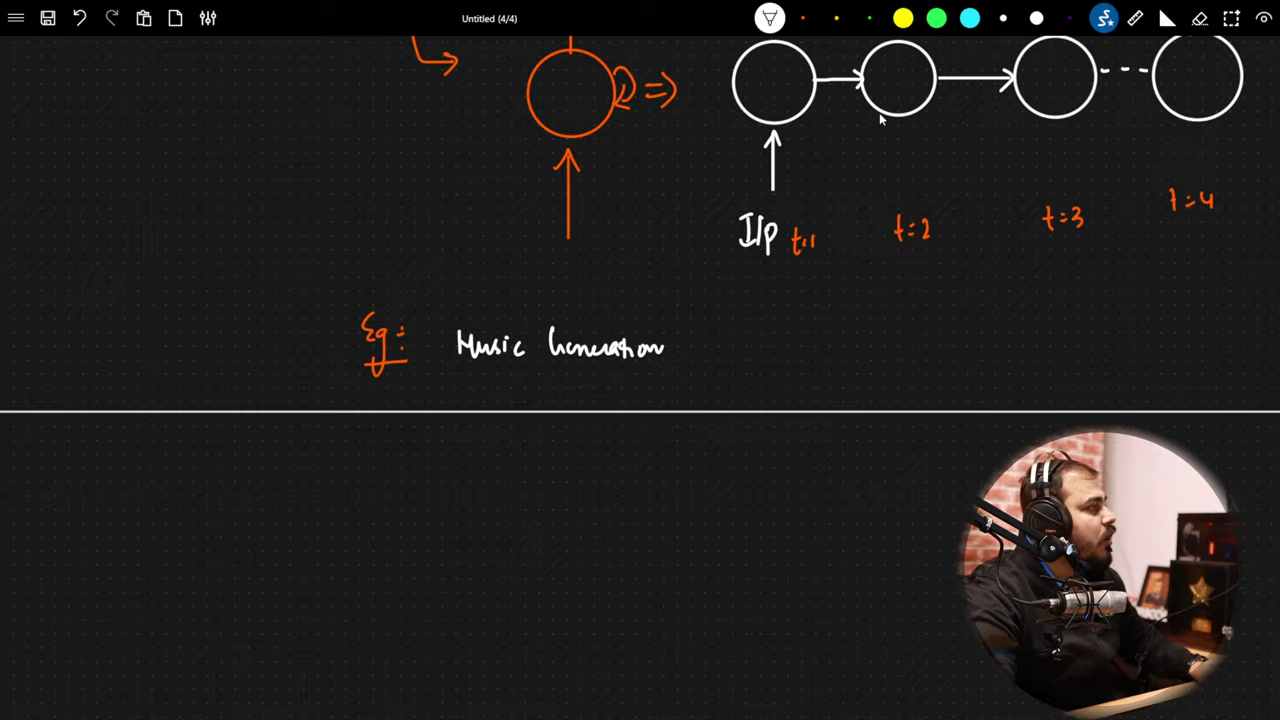 Untitled (4/4)
I/p t=1 t=2 t=3 t=4
Eg: Music Generation